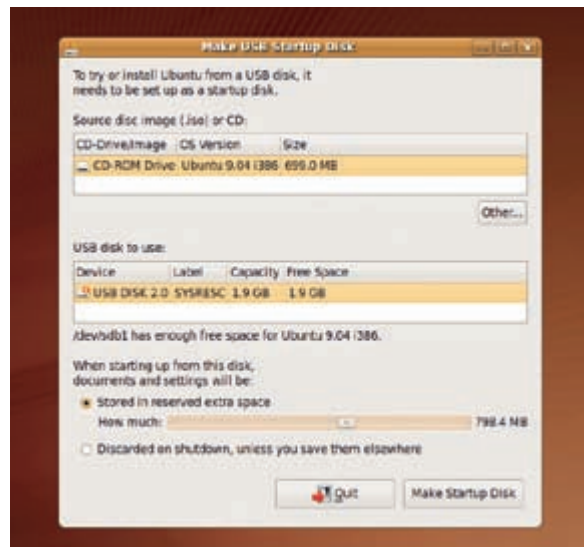 Make USB Startup Disk
To try or install Ubuntu from a USB disk, it
needs to be set up as a startup disk.
Source disc image (.iso) or CD:
CD-Drive/Image OS Version Size
CD-ROM Drive Ubuntu 9.04 i386 699.0 MB
Other...
USB disk to use:
Device Label Capacity Free Space
USB DISK 2.0 SYSRESC 1.9 GB 1.9 GB
/dev/sdb1 has enough free space for Ubuntu 9.04 i386.
When starting up from this disk,
documents and settings will be:
Stored in reserved extra space
How much: 798.4 MB
Discarded on shutdown, unless you save them elsewhere
Quit Make Startup Disk